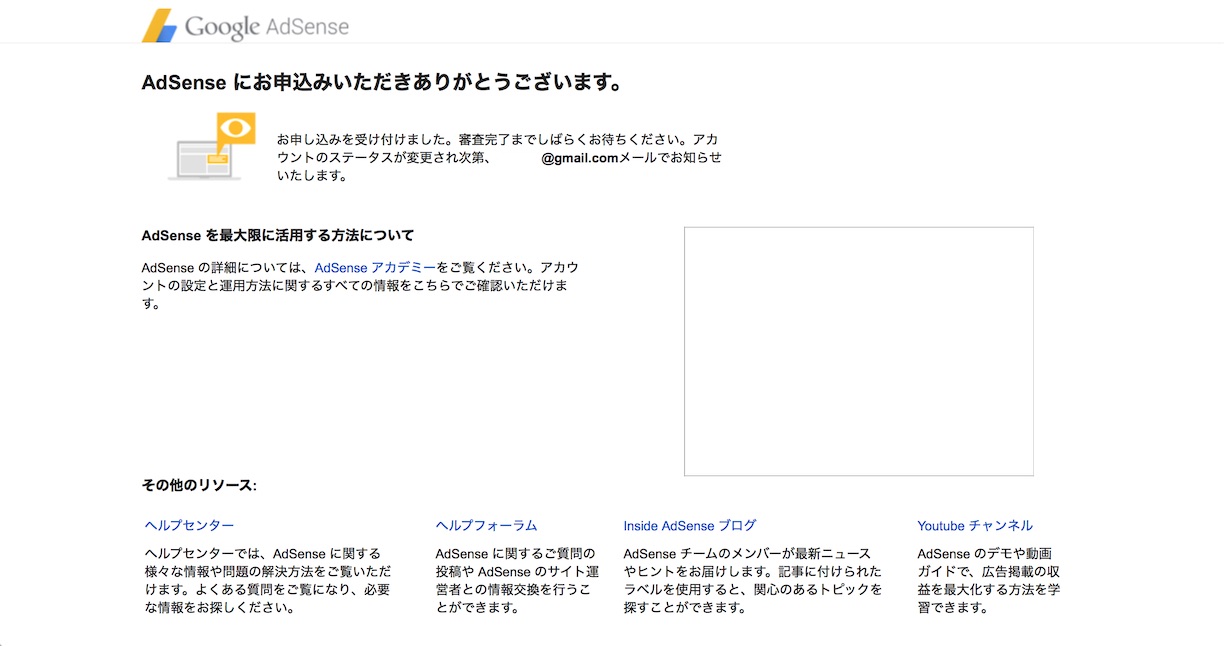 Google AdSense
AdSense にお申込みいただきありがとうございます。
お申し込みを受け付けました。審査完了までしばらくお待ちください。アカ
ウントのステータスが変更され次第、 @gmail.comメールでお知らせ
いたします。
AdSense を最大限に活用する方法について
AdSense の詳細については、AdSense アカデミーをご覧ください。アカウ
ントの設定と運用方法に関するすべての情報をこちらでご確認いただけま
す。
その他のリソース:
ヘルプセンター
ヘルプセンターでは、AdSense に関する
様々な情報や問題の解決方法をご覧いただ
けます。よくある質問をご覧になり、必要
な情報をお探しください。
ヘルプフォーラム
AdSense に関するご質問の
投稿や AdSense のサイト運
営者との情報交換を行うこ
とができます。
Inside AdSense ブログ
AdSense チームのメンバーが最新ニュース
やヒントをお届けします。記事に付けられた
ラベルを使用すると、関心のあるトピックを
探すことができます。
Youtube チャンネル
AdSense のデモや動画
ガイドで、広告掲載の収
益を最大化する方法を学
習できます。